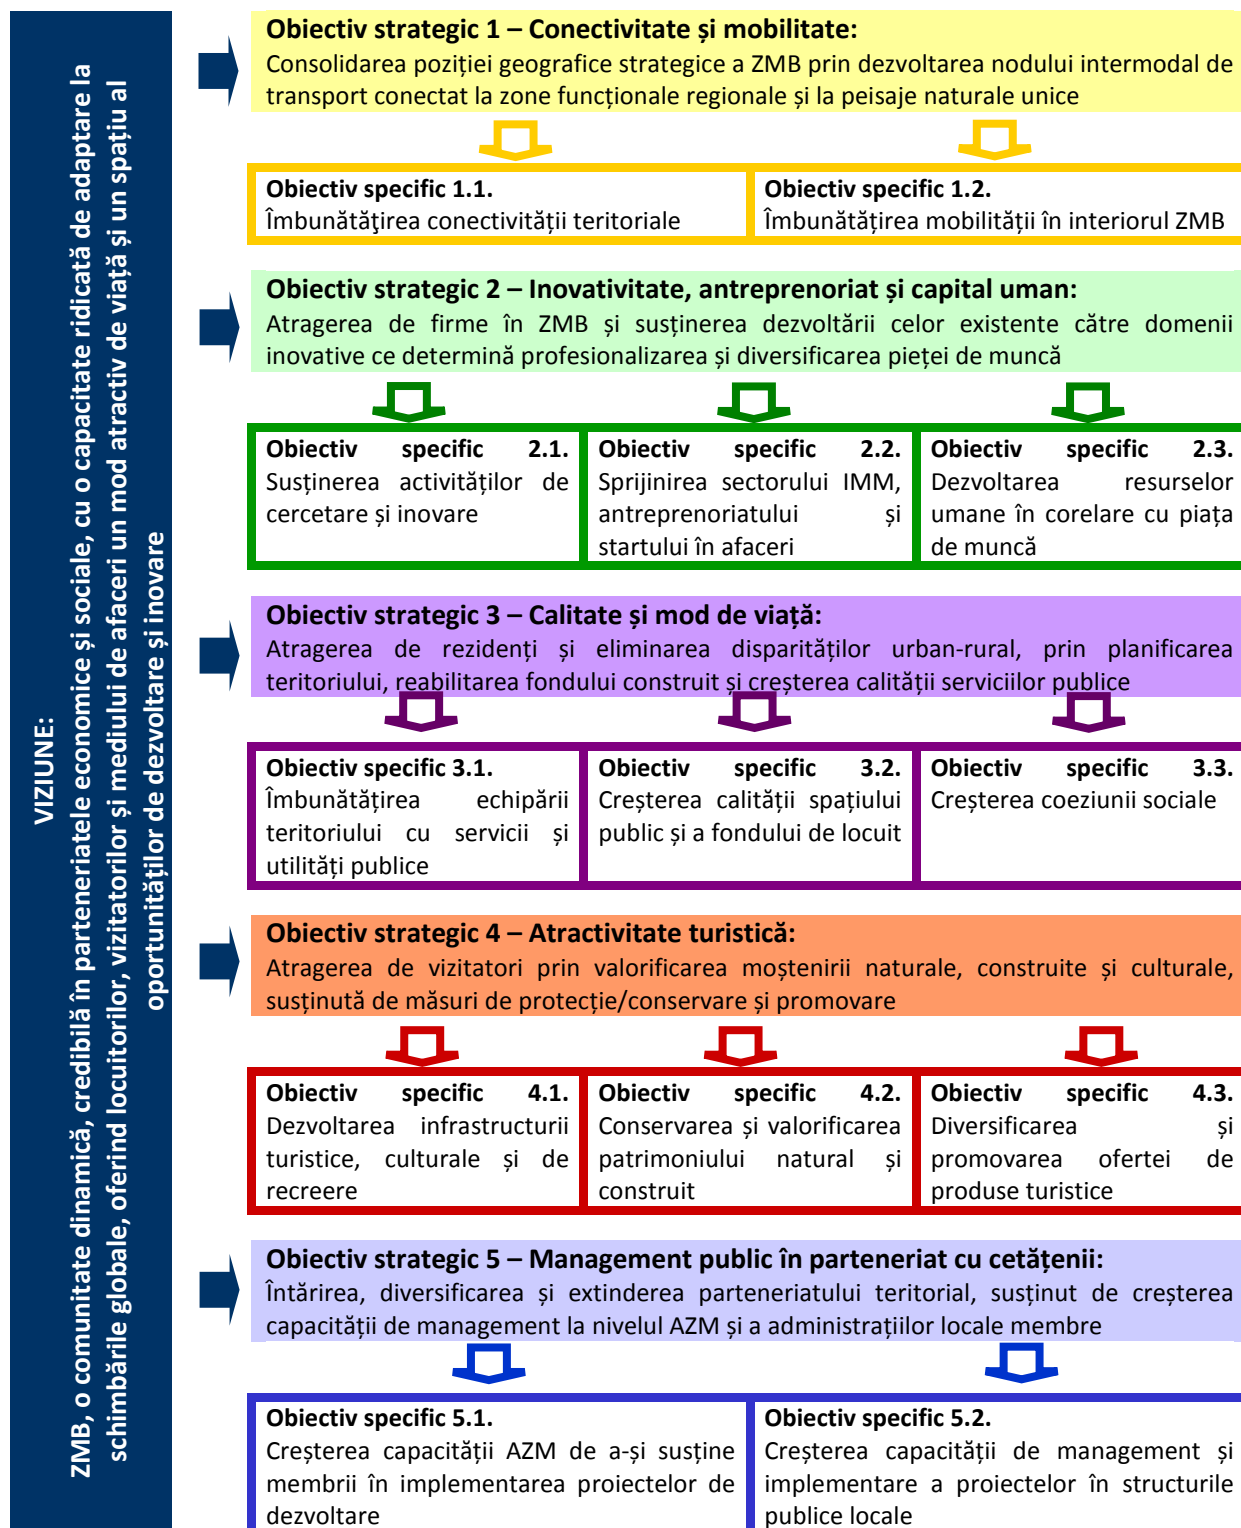 VIZIUNE:
ZMB, o comunitate dinamică, credibilă în parteneriatele economice și sociale, cu o capacitate ridicată de adaptare la
schimbările globale, oferind locuitorilor, vizitatorilor și mediului de afaceri un mod atractiv de viață și un spațiu al
oportunităților de dezvoltare și inovare
Obiectiv strategic 1 – Conectivitate și mobilitate:
Consolidarea poziției geografice strategice a ZMB prin dezvoltarea nodului intermodal de
transport conectat la zone funcționale regionale și la peisaje naturale unice
Obiectiv specific 1.1.
Îmbunătăţirea conectivității teritoriale
Obiectiv specific 1.2.
Îmbunătățirea mobilității în interiorul ZMB
Obiectiv strategic 2 – Inovativitate, antreprenoriat și capital uman:
Atragerea de firme în ZMB și susținerea dezvoltării celor existente către domenii
inovative ce determină profesionalizarea și diversificarea pieței de muncă
Obiectiv specific 2.1.
Susținerea activităților de
cercetare și inovare
Obiectiv specific 2.2.
Sprijinirea sectorului IMM,
antreprenoriatului și
startului în afaceri
Obiectiv specific 2.3.
Dezvoltarea resurselor
umane în corelare cu piața
de muncă
Obiectiv strategic 3 – Calitate și mod de viață:
Atragerea de rezidenți și eliminarea disparităților urban-rural, prin planificarea
teritoriului, reabilitarea fondului construit și creșterea calității serviciilor publice
Obiectiv specific 3.1.
Îmbunătățirea echipării
teritoriului cu servicii și
utilități publice
Obiectiv specific 3.2.
Creșterea calității spațiului
public și a fondului de locuit
Obiectiv specific 3.3.
Creșterea coeziunii sociale
Obiectiv strategic 4 – Atractivitate turistică:
Atragerea de vizitatori prin valorificarea moștenirii naturale, construite și culturale,
susținută de măsuri de protecție/conservare și promovare
Obiectiv specific 4.1.
Dezvoltarea infrastructurii
turistice, culturale și de
recreere
Obiectiv specific 4.2.
Conservarea și valorificarea
patrimoniului natural și
construit
Obiectiv specific 4.3.
Diversificarea și
promovarea ofertei de
produse turistice
Obiectiv strategic 5 – Management public în parteneriat cu cetățenii:
Întărirea, diversificarea și extinderea parteneriatului teritorial, susținut de creșterea
capacității de management la nivelul AZM și a administrațiilor locale membre
Obiectiv specific 5.1.
Creșterea capacității AZM de a-și susține
membrii în implementarea proiectelor de
dezvoltare
Obiectiv specific 5.2.
Creșterea capacității de management și
implementare a proiectelor în structurile
publice locale